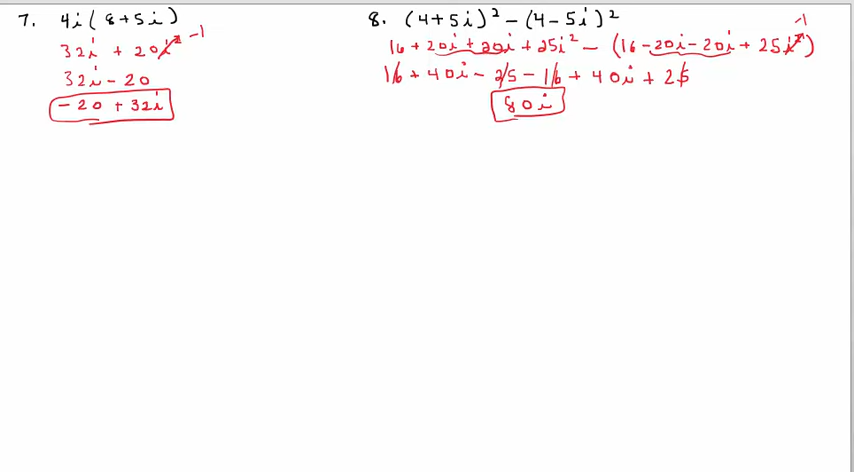 7. 4i(8+5i)
32i + 20i² -1
32i - 20
-20 + 32i
8. (4+5i)² - (4-5i)²
16 + 20i + 20i + 25i² - (16 - 20i - 20i + 25i²) -1
16 + 40i - 25 - 16 + 40i + 25
80i